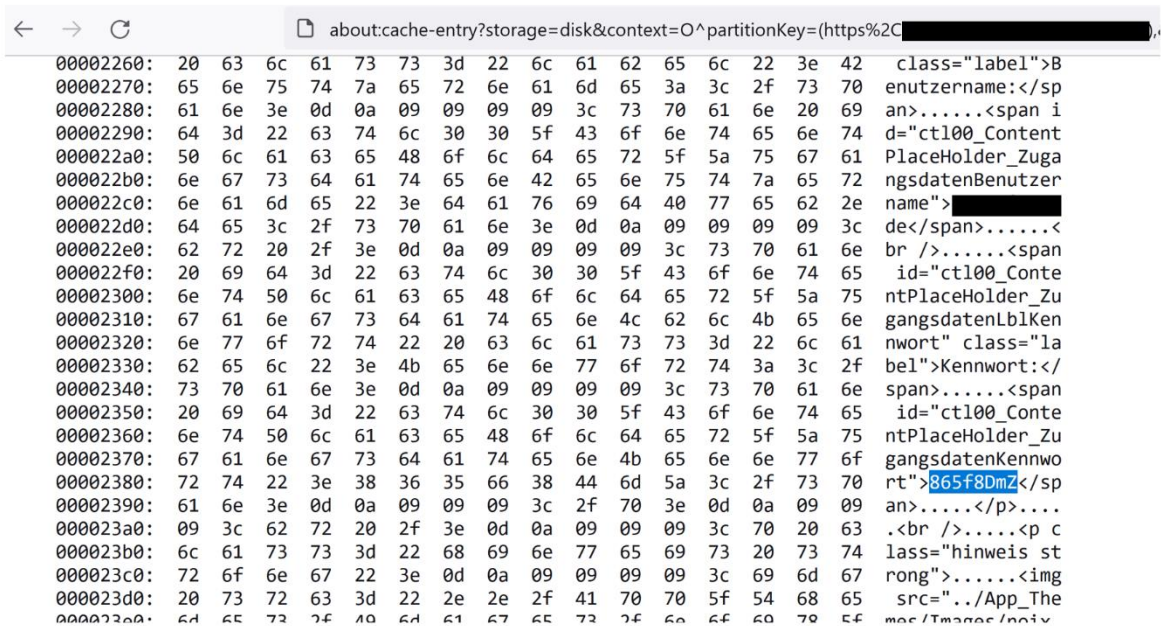 about:cache-entry?storage=disk&context=O^partitionKey=(https%2C
00002260: 20 63 6c 61 73 73 3d 22 6c 61 62 65 6c 22 3e 42  class="label">B
00002270: 65 6e 75 74 7a 65 72 6e 61 6d 65 3a 3c 2f 73 70 enutzername:</sp
00002280: 61 6e 3e 0d 0a 09 09 09 09 3c 73 70 61 6e 20 69 an>......<span i
00002290: 64 3d 22 63 74 6c 30 30 5f 43 6f 6e 74 65 6e 74 d="ctl00_Content
000022a0: 50 6c 61 63 65 48 6f 6c 64 65 72 5f 5a 75 67 61 PlaceHolder_Zuga
000022b0: 6e 67 73 64 61 74 65 6e 42 65 6e 75 74 7a 65 72 ngsdatenBenutzer
000022c0: 6e 61 6d 65 22 3e 64 61 76 69 64 40 77 65 62 2e name">
000022d0: 64 65 3c 2f 73 70 61 6e 3e 0d 0a 09 09 09 09 3c de</span>......<
000022e0: 62 72 20 2f 3e 0d 0a 09 09 09 09 3c 73 70 61 6e br />......<span
000022f0: 20 69 64 3d 22 63 74 6c 30 30 5f 43 6f 6e 74 65  id="ctl00_Conte
00002300: 6e 74 50 6c 61 63 65 48 6f 6c 64 65 72 5f 5a 75 ntPlaceHolder_Zu
00002310: 67 61 6e 67 73 64 61 74 65 6e 4c 62 6c 4b 65 6e gangsdatenLblKen
00002320: 6e 77 6f 72 74 22 20 63 6c 61 73 73 3d 22 6c 61 nwort" class="la
00002330: 62 65 6c 22 3e 4b 65 6e 6e 77 6f 72 74 3a 3c 2f bel">Kennwort:</
00002340: 73 70 61 6e 3e 0d 0a 09 09 09 09 3c 73 70 61 6e span>......<span
00002350: 20 69 64 3d 22 63 74 6c 30 30 5f 43 6f 6e 74 65  id="ctl00_Conte
00002360: 6e 74 50 6c 61 63 65 48 6f 6c 64 65 72 5f 5a 75 ntPlaceHolder_Zu
00002370: 67 61 6e 67 73 64 61 74 65 6e 4b 65 6e 6e 77 6f gangsdatenKennwo
00002380: 72 74 22 3e 38 36 35 66 38 44 6d 5a 3c 2f 73 70 rt">865f8DmZ</sp
00002390: 61 6e 3e 0d 0a 09 09 09 3c 2f 70 3e 0d 0a 09 09 an>.....</p>....
000023a0: 09 3c 62 72 20 2f 3e 0d 0a 09 09 09 3c 70 20 63 .<br />.....<p c
000023b0: 6c 61 73 73 3d 22 68 69 6e 77 65 69 73 20 73 74 lass="hinweis st
000023c0: 72 6f 6e 67 22 3e 0d 0a 09 09 09 09 3c 69 6d 67 rong">......<img
000023d0: 20 73 72 63 3d 22 2e 2e 2f 41 70 70 5f 54 68 65  src="../App_The
000023e0: 6d 65 73 2f 49 6d 61 67 65 73 2f 6e 6f 69 78 5f mes/Images/noix_